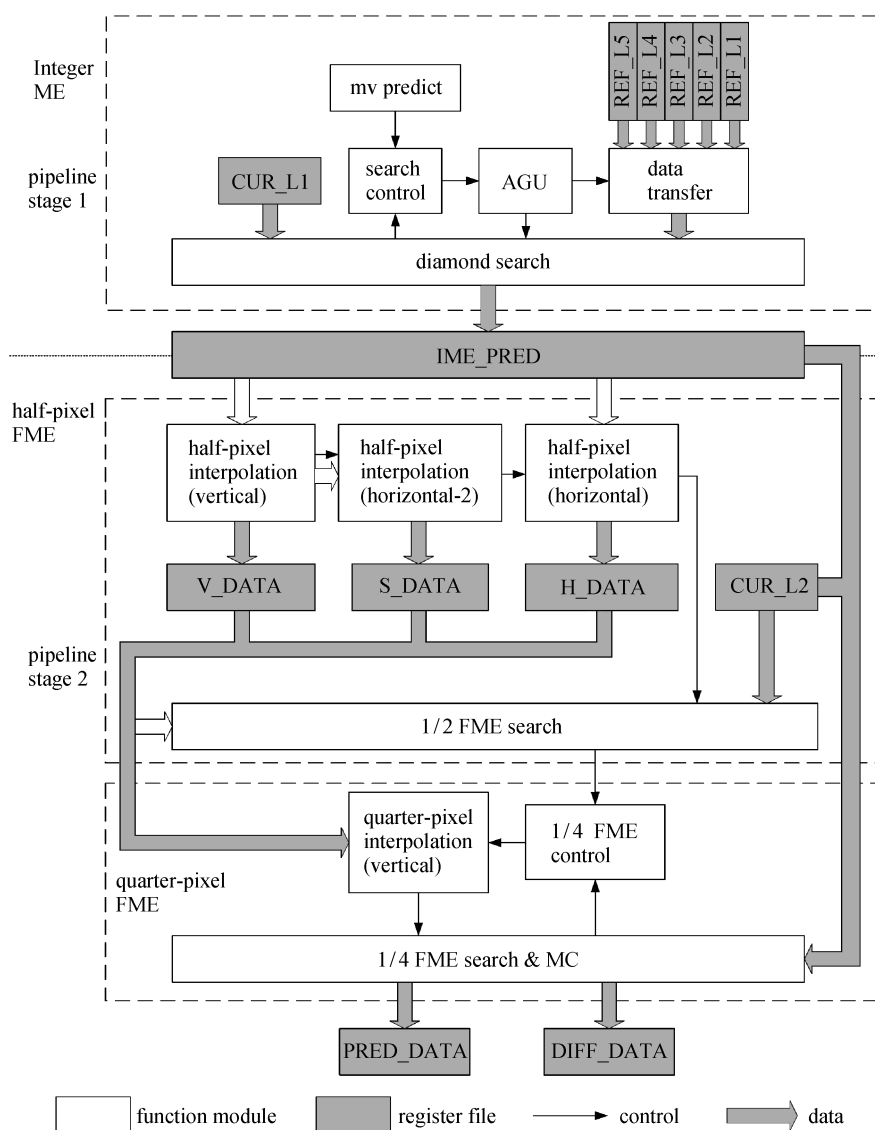 Integer
ME
REF_L5
REF_L4
REF_L3
REF_L2
REF_L1
mv predict
pipeline
stage 1
CUR_L1
search
control
AGU
data
transfer
diamond search
IME_PRED
half-pixel
FME
half-pixel
interpolation
(vertical)
half-pixel
interpolation
(horizontal-2)
half-pixel
interpolation
(horizontal)
V_DATA
S_DATA
H_DATA
CUR_L2
pipeline
stage 2
1/2 FME search
quarter-pixel
interpolation
(vertical)
1/4 FME
control
quarter-pixel
FME
1/4 FME search & MC
PRED_DATA
DIFF_DATA
function module
register file
control
data